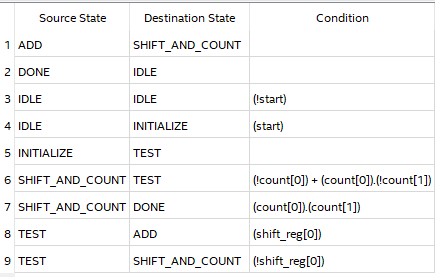 Source State Destination State Condition
1 ADD SHIFT_AND_COUNT
2 DONE IDLE
3 IDLE IDLE (!start)
4 IDLE INITIALIZE (start)
5 INITIALIZE TEST
6 SHIFT_AND_COUNT TEST (!count[0]) + (count[0]).(!count[1])
7 SHIFT_AND_COUNT DONE (count[0]).(count[1])
8 TEST ADD (shift_reg[0])
9 TEST SHIFT_AND_COUNT (!shift_reg[0])